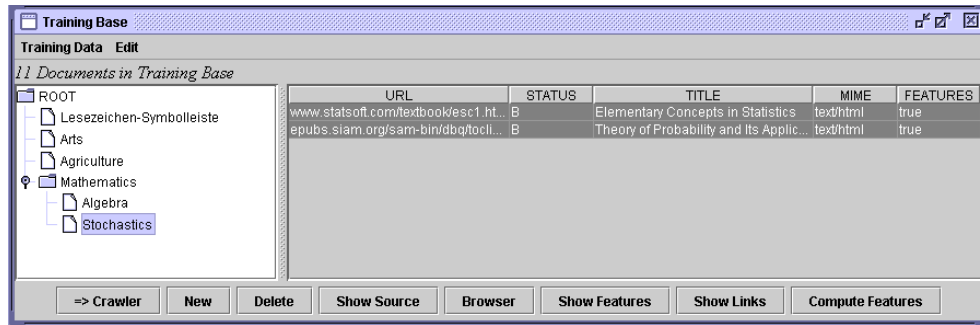 Training Base
Training Data Edit
11 Documents in Training Base
ROOT
Lesezeichen-Symbolleiste
Arts
Agriculture
Mathematics
Algebra
Stochastics
URL STATUS TITLE MIME FEATURES
www.statsoft.com/textbook/esc1.ht... B Elementary Concepts in Statistics text/html true
epubs.siam.org/sam-bin/dbq/tocli... B Theory of Probability and Its Applic... text/html true
=> Crawler New Delete Show Source Browser Show Features Show Links Compute Features